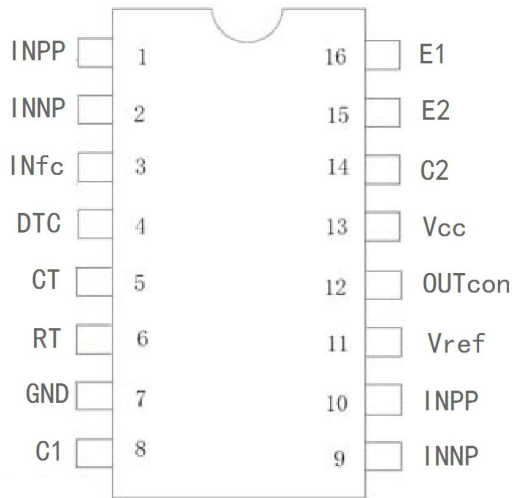 INPP 1 16 E1
INNP 2 15 E2
INfc 3 14 C2
DTC 4 13 Vcc
CT 5 12 OUTcon
RT 6 11 Vref
GND 7 10 INPP
C1 8 9 INNP